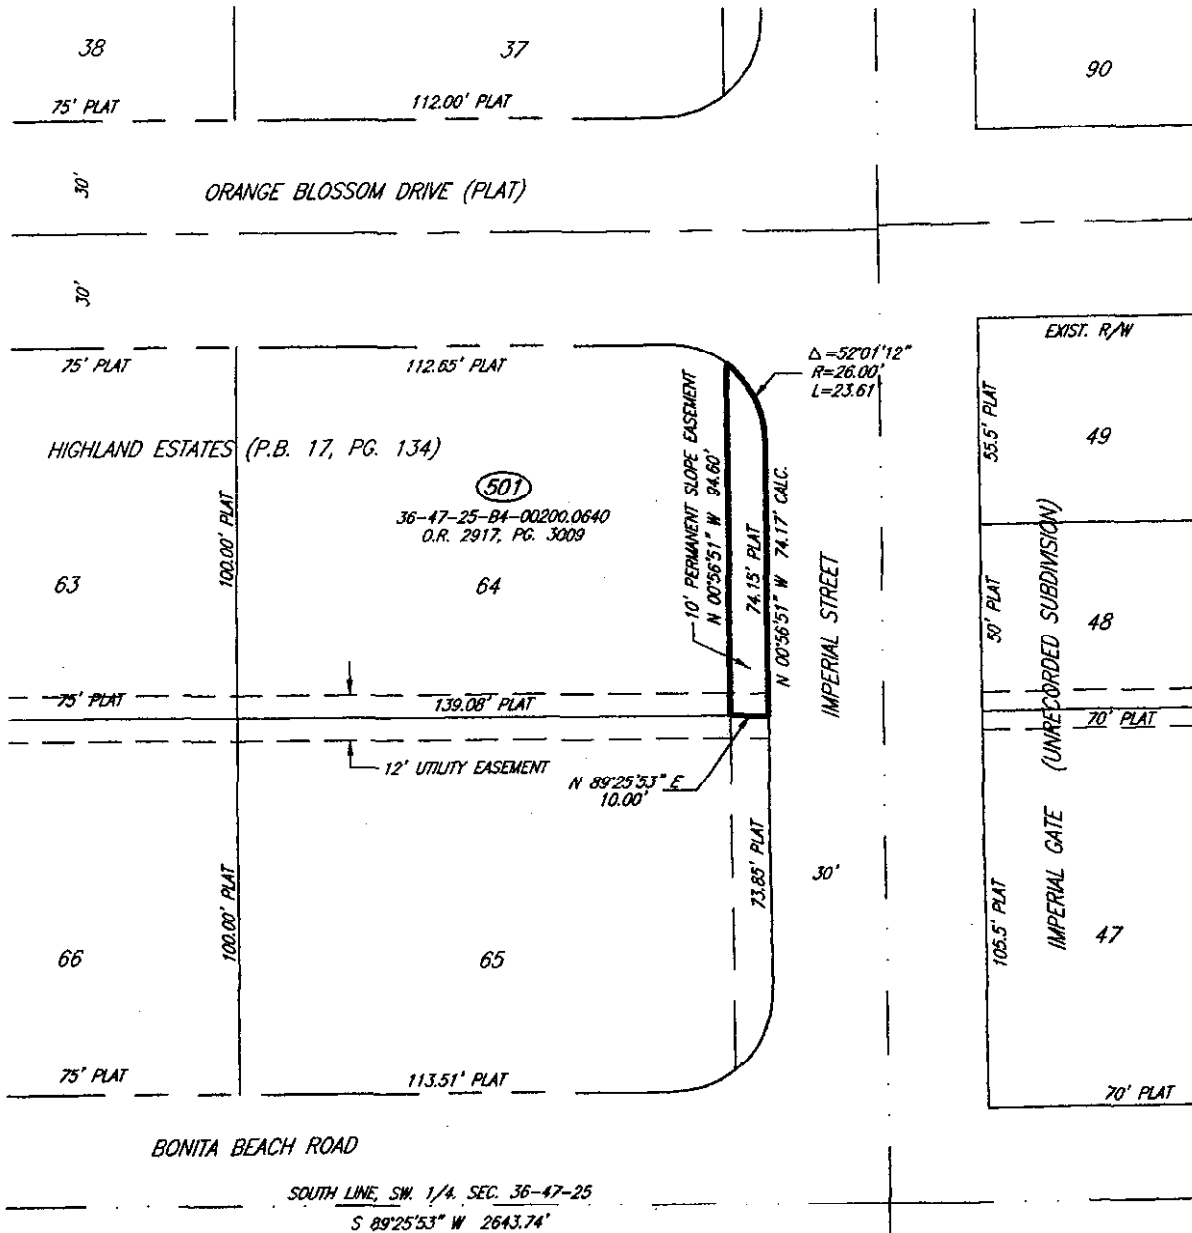 38
37
90
75' PLAT
112.00' PLAT
30'
ORANGE BLOSSOM DRIVE (PLAT)
30'
EXIST. R/W
75' PLAT
112.65' PLAT
Δ=52°01'12"
R=26.00'
L=23.61'
HIGHLAND ESTATES (P.B. 17, PG. 134)
501
36-47-25-B4-00200.0640
O.R. 2917, PG. 3009
100.00' PLAT
63
64
10' PERMANENT SLOPE EASEMENT
N 00°56'51" W 94.60'
74.15' PLAT
N 00°56'51" W 74.17' CALC.
IMPERIAL STREET
55.5' PLAT
49
50' PLAT
48
IMPERIAL GATE (UNRECORDED SUBDIVISION)
75' PLAT
139.08' PLAT
70' PLAT
12' UTILITY EASEMENT
N 89°25'53" E
10.00'
100.00' PLAT
73.85' PLAT
30'
105.5' PLAT
47
66
65
75' PLAT
113.51' PLAT
70' PLAT
BONITA BEACH ROAD
SOUTH LINE, SW. 1/4. SEC. 36-47-25
S 89°25'53" W 2643.74'